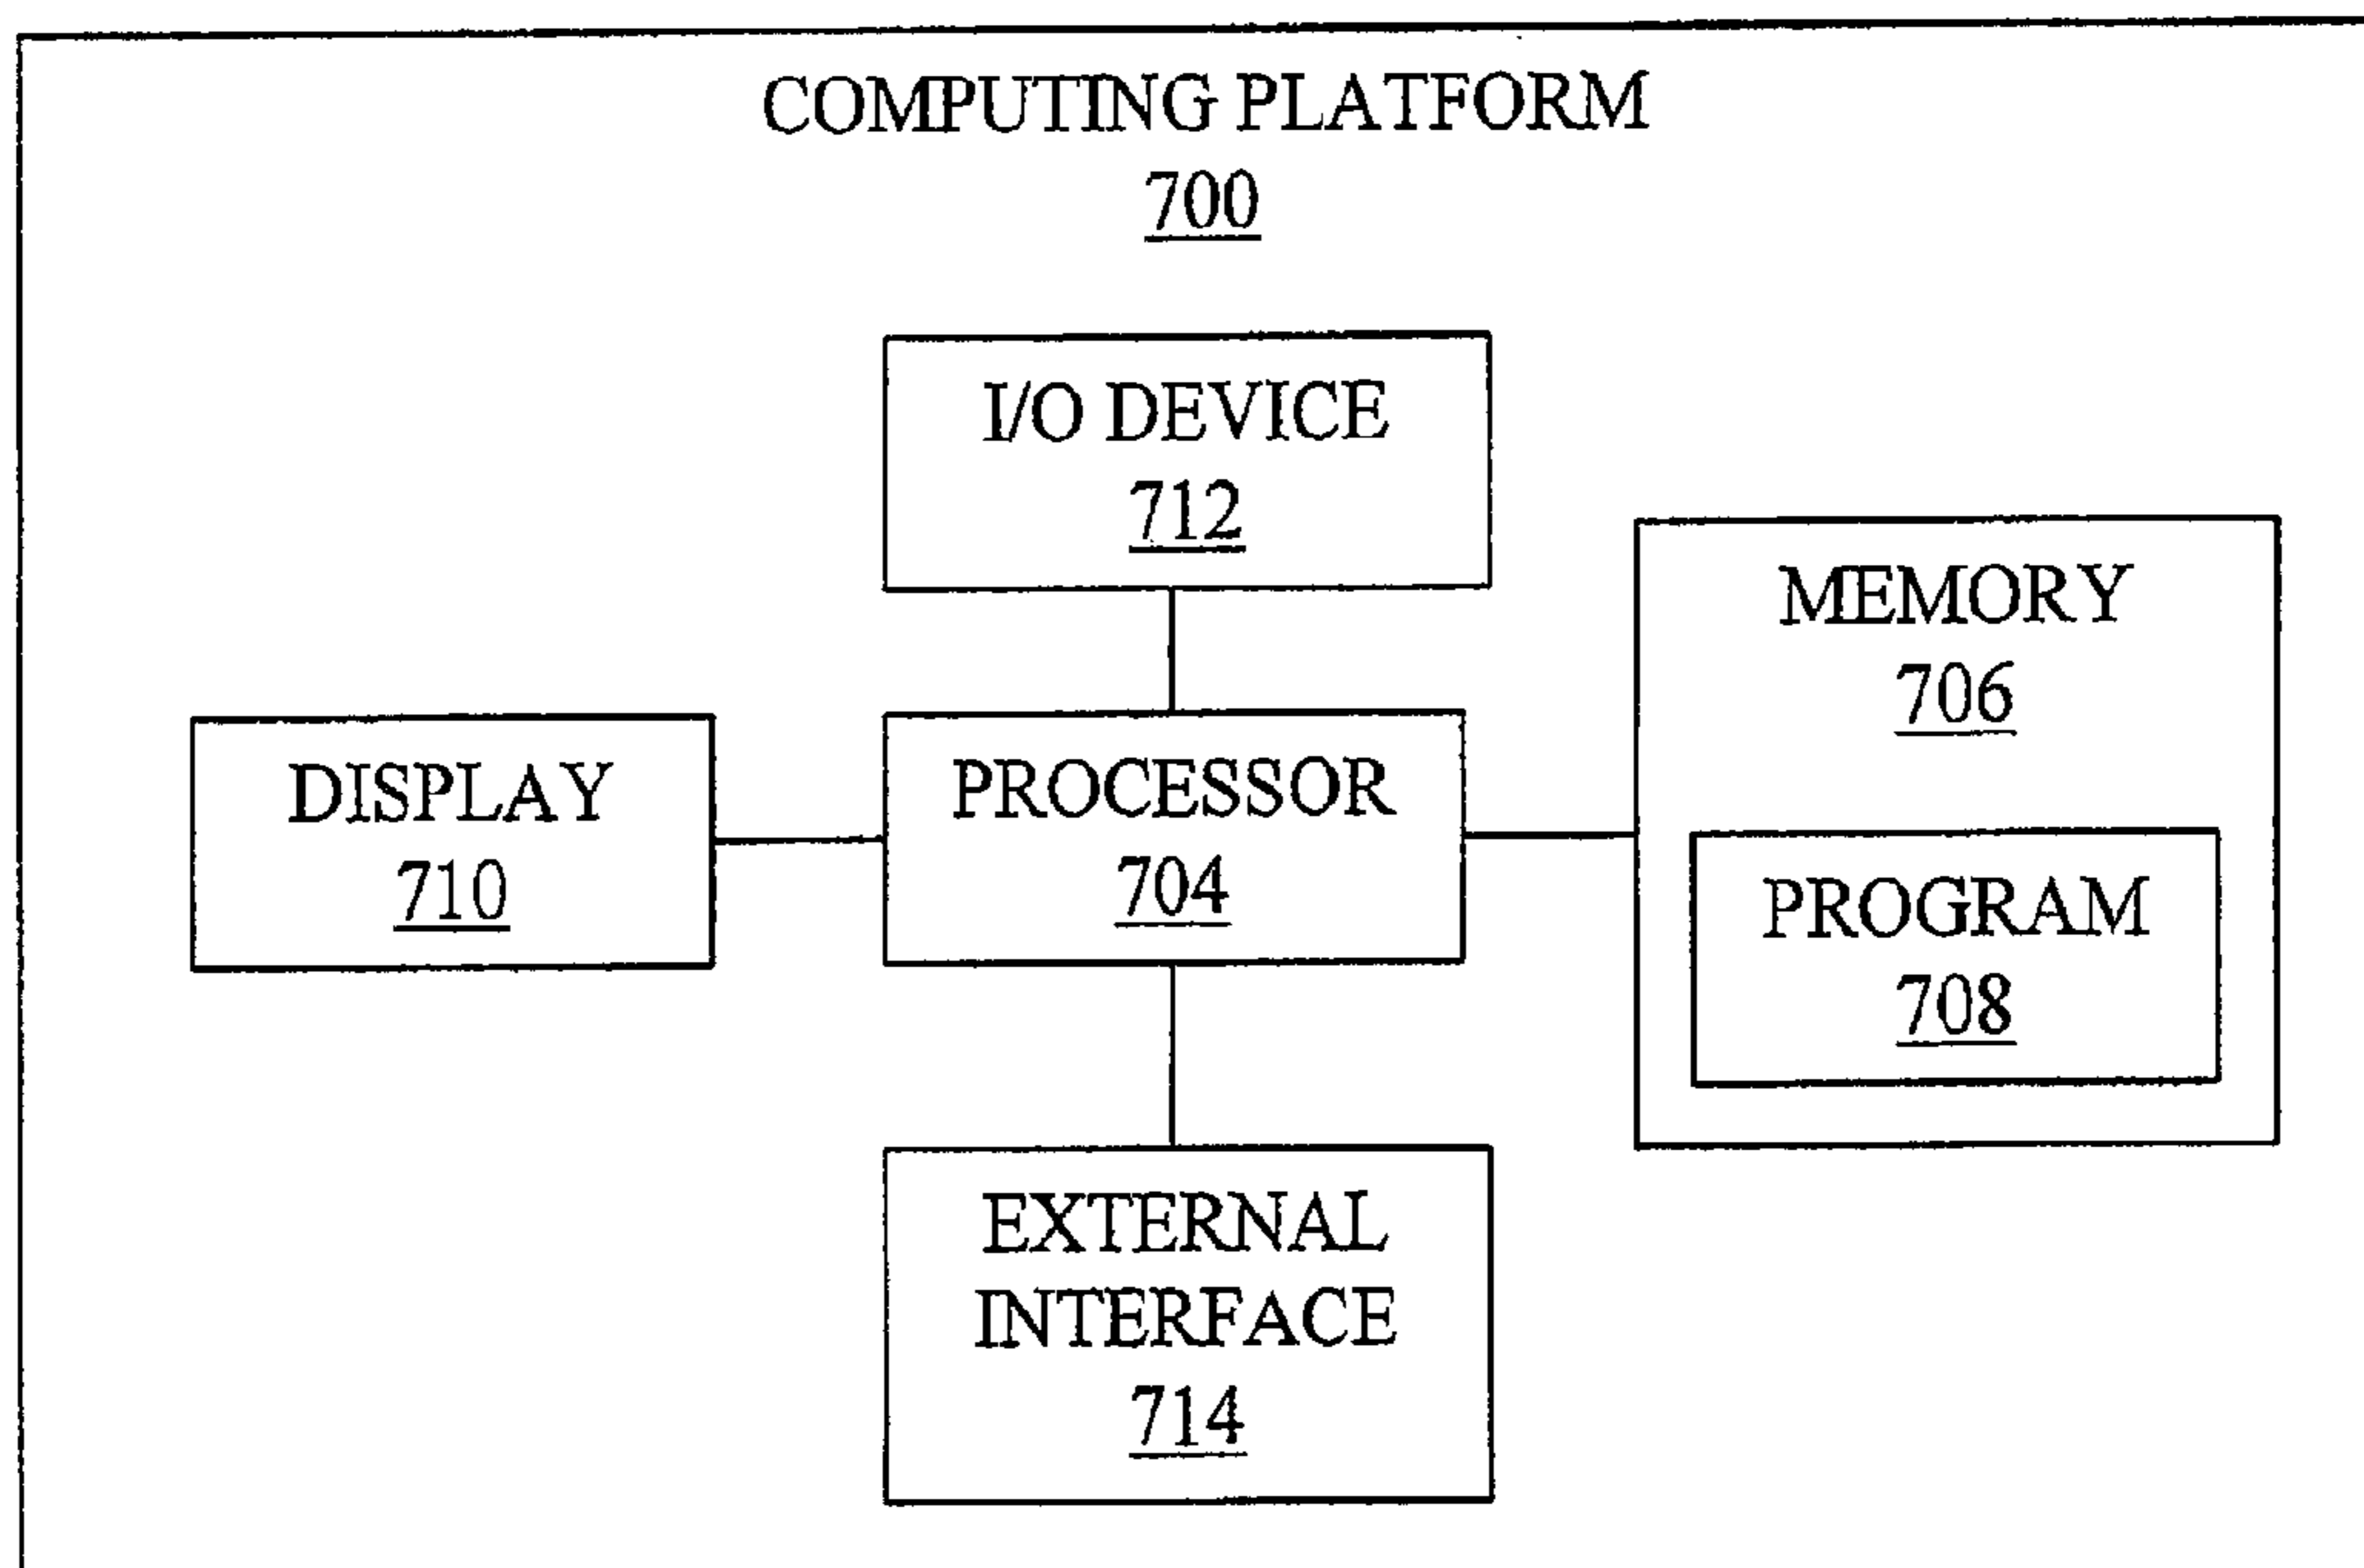 COMPUTING PLATFORM
700
I/O DEVICE
712
MEMORY
706
DISPLAY
710
PROCESSOR
704
PROGRAM
708
EXTERNAL
INTERFACE
714